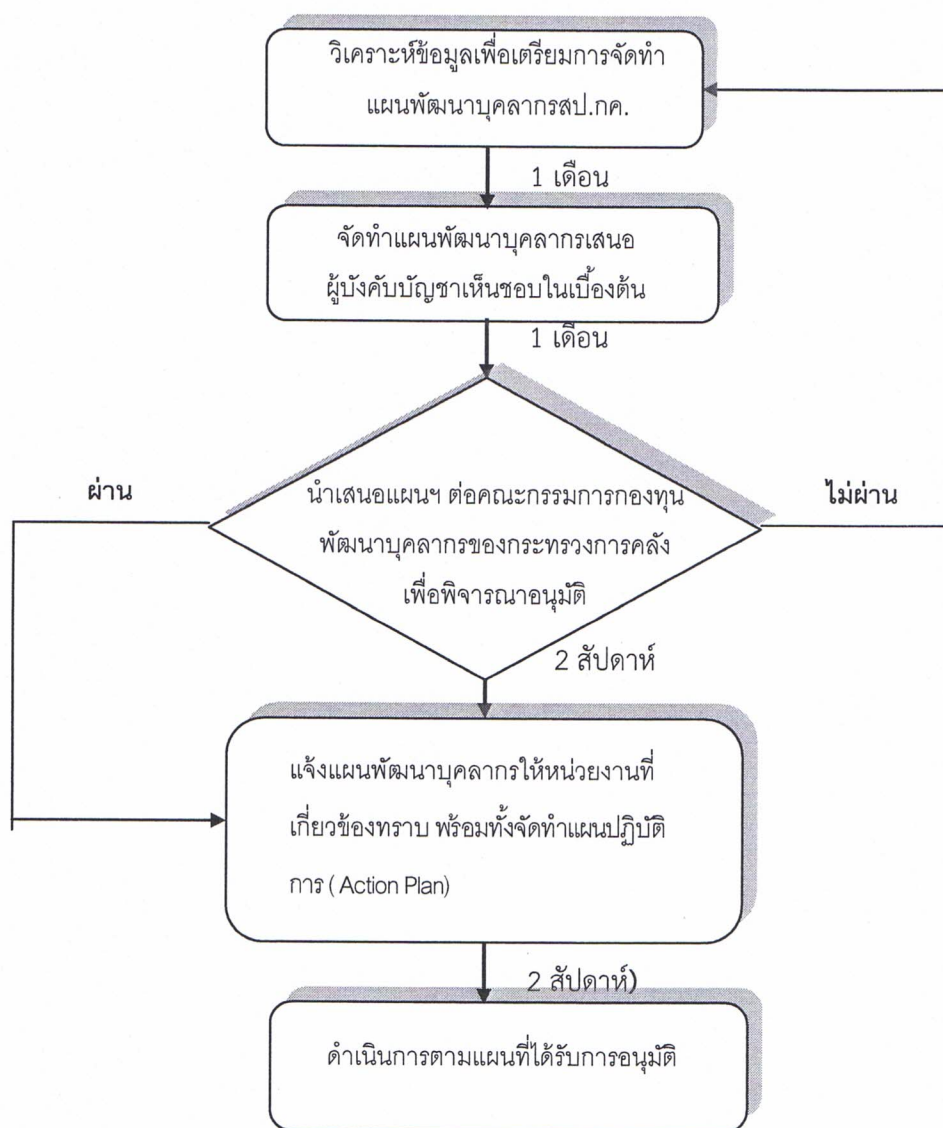 วิเคราะห์ข้อมูลเพื่อเตรียมการจัดทำ
แผนพัฒนาบุคลากรสป.กค.
1 เดือน
จัดทำแผนพัฒนาบุคลากรเสนอ
ผู้บังคับบัญชาเห็นชอบในเบื้องต้น
1 เดือน
ผ่าน
ไม่ผ่าน
นำเสนอแผนฯ ต่อคณะกรรมการกองทุน
พัฒนาบุคลากรของกระทรวงการคลัง
เพื่อพิจารณาอนุมัติ
2 สัปดาห์
แจ้งแผนพัฒนาบุคลากรให้หน่วยงานที่
เกี่ยวข้องทราบ พร้อมทั้งจัดทำแผนปฏิบัติ
การ ( Action Plan)
2 สัปดาห์)
ดำเนินการตามแผนที่ได้รับการอนุมัติ